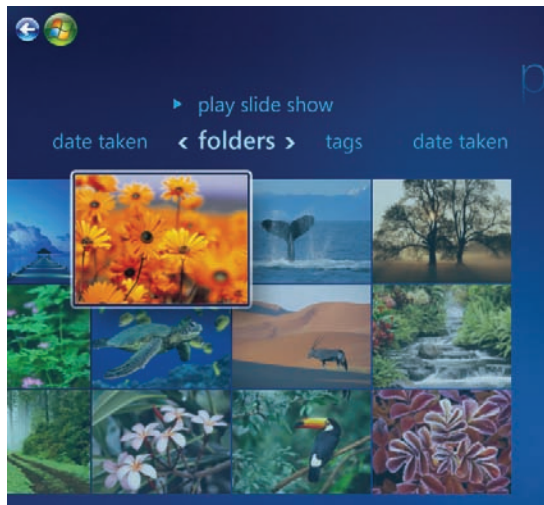 p
play slide show
date taken < folders > tags date taken